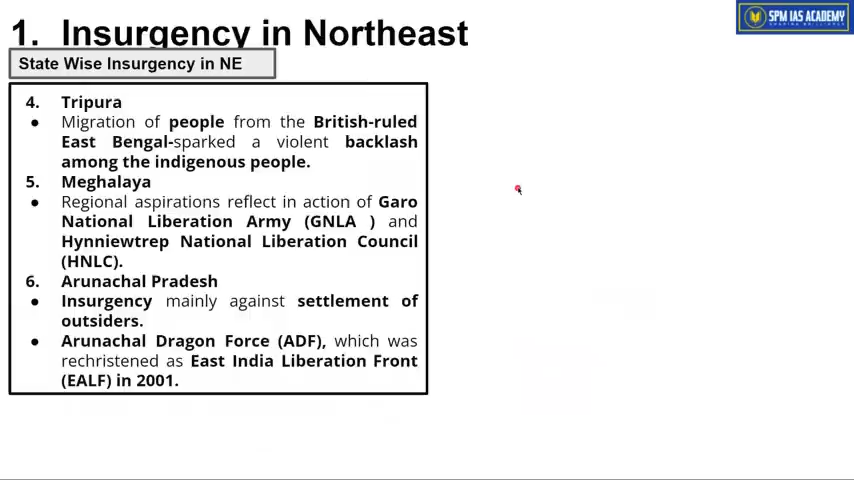 1. Insurgency in Northeast
SPM IAS ACADEMY
SHARING BRILLIANCE
State Wise Insurgency in NE
4. Tripura
● Migration of people from the British-ruled
East Bengal-sparked a violent backlash
among the indigenous people.
5. Meghalaya
● Regional aspirations reflect in action of Garo
National Liberation Army (GNLA ) and
Hynniewtrep National Liberation Council
(HNLC).
6. Arunachal Pradesh
● Insurgency mainly against settlement of
outsiders.
● Arunachal Dragon Force (ADF), which was
rechristened as East India Liberation Front
(EALF) in 2001.